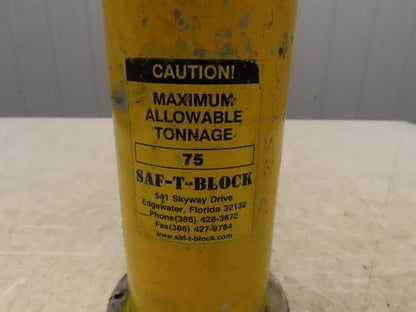 CAUTION!
MAXIMUM
ALLOWABLE
TONNAGE
75
SAF-T-BLOCK
541 Skyway Drive
Edgewater, Florida 32132
Phone(386) 428-3672
Fax(386) 427-9764
www.saf-t-block.com